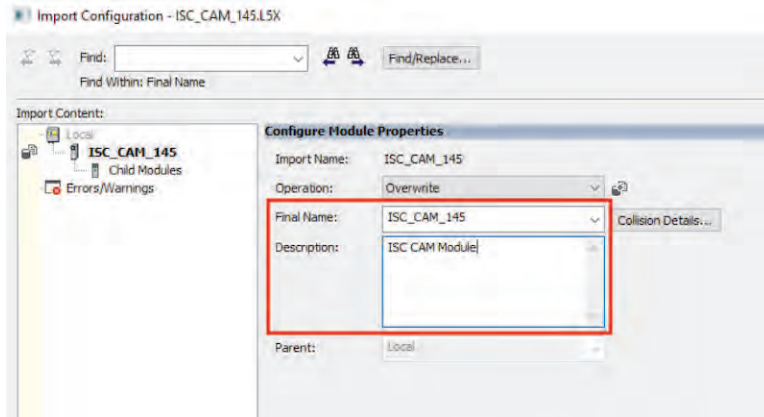 Import Configuration - ISC_CAM_145.L5X
Find:
Find/Replace...
Find Within: Final Name
Import Content:
Local
ISC_CAM_145
Child Modules
Errors/Warnings
Configure Module Properties
Import Name: ISC_CAM_145
Operation: Overwrite
Final Name: ISC_CAM_145 Collision Details...
Description: ISC CAM Module
Parent: Local